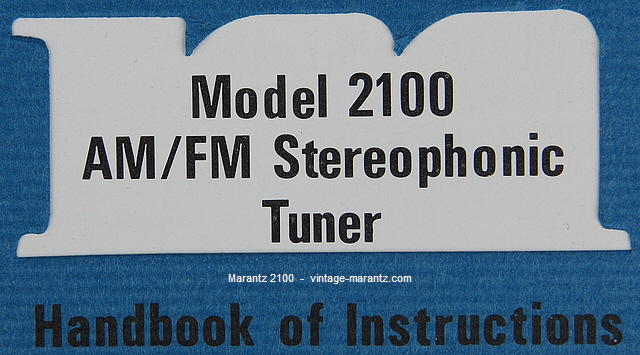 Model 2100
AM/FM Stereophonic
Tuner
Marantz 2100 - vintage-marantz.com
Handbook of Instructions